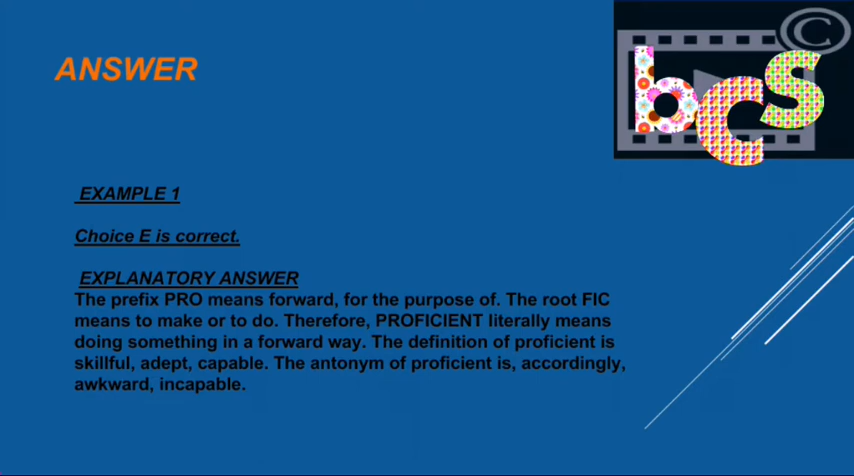 ANSWER
©
bcs
EXAMPLE 1
Choice E is correct.
EXPLANATORY ANSWER
The prefix PRO means forward, for the purpose of. The root FIC
means to make or to do. Therefore, PROFICIENT literally means
doing something in a forward way. The definition of proficient is
skillful, adept, capable. The antonym of proficient is, accordingly,
awkward, incapable.